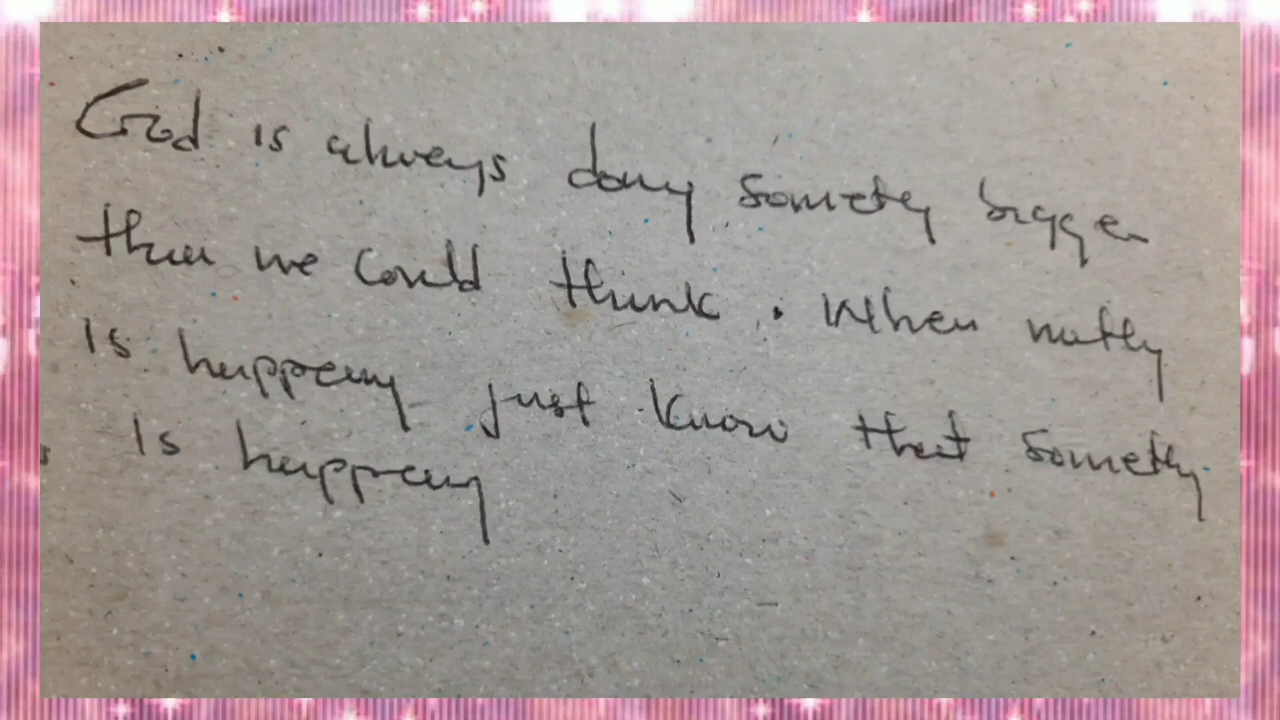 God is always doing something bigger
than we could think. When nothing
is happening just know that something
is happening